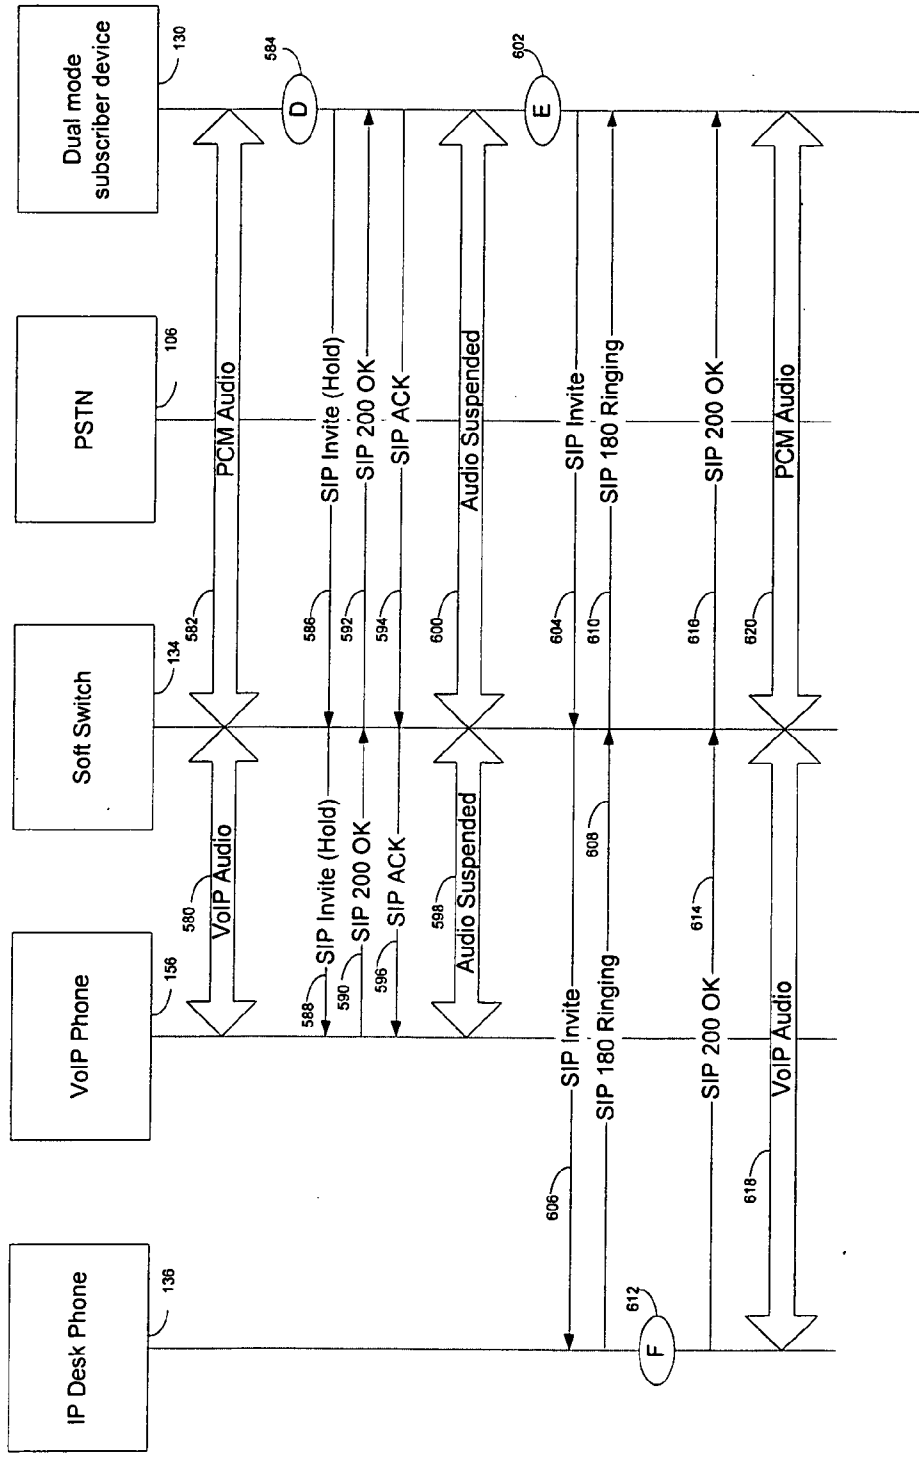 IP Desk Phone
136
VoIP Phone
156
Soft Switch
134
PSTN
106
Dual mode
subscriber device
130
580
VoIP Audio
582
PCM Audio
D
584
586
SIP Invite (Hold)
588
SIP Invite (Hold)
590
SIP 200 OK
592
SIP 200 OK
594
SIP ACK
596
SIP ACK
598
Audio Suspended
600
Audio Suspended
E
602
604
SIP Invite
606
SIP Invite
608
SIP 180 Ringing
610
SIP 180 Ringing
F
612
614
SIP 200 OK
616
SIP 200 OK
618
VoIP Audio
620
PCM Audio